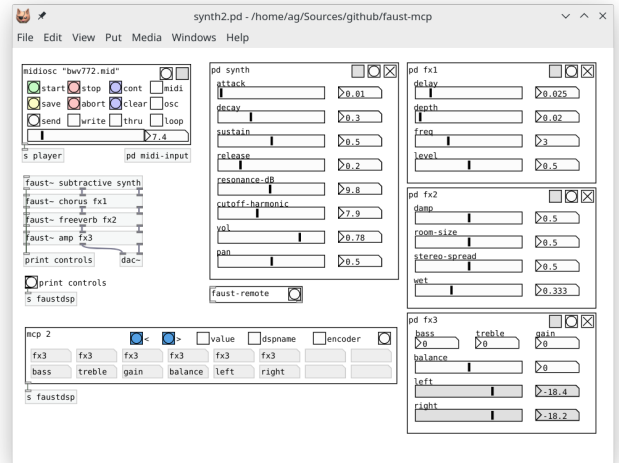 synth2.pd - /home/ag/Sources/github/faust-mcp
File Edit View Put Media Windows Help
midiosc "bwv772.mid"
start stop cont midi
save abort clear osc
send write thru loop
7.4
s player pd midi-input
faust~ subtractive synth
faust~ chorus fx1
faust~ freeverb fx2
faust~ amp fx3
print controls dac~
print controls
s faustdsp
pd synth
attack
0.01
decay
0.3
sustain
0.5
release
0.2
resonance-dB
9.8
cutoff-harmonic
7.9
vol
0.78
pan
0.5
faust-remote
pd fx1
delay
0.025
depth
0.02
freq
3
level
0.5
pd fx2
damp
0.5
room-size
0.5
stereo-spread
0.5
wet
0.333
mcp 2 < > value dspname encoder
fx3 fx3 fx3 fx3 fx3 fx3
bass treble gain balance left right
s faustdsp
pd fx3
bass treble gain
0 0 0
balance
0
left
-18.4
right
-18.2